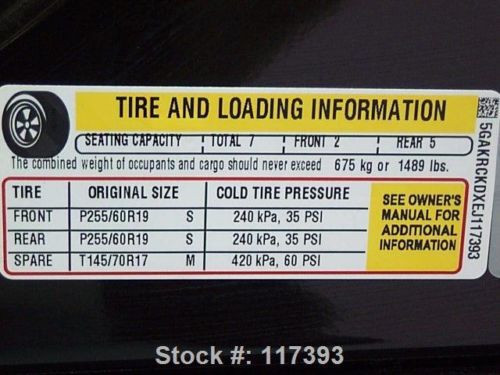 TIRE AND LOADING INFORMATION
SEATING CAPACITY TOTAL 7 FRONT 2 REAR 5
The combined weight of occupants and cargo should never exceed 675 kg or 1489 lbs.
TIRE ORIGINAL SIZE COLD TIRE PRESSURE
FRONT P255/60R19 S 240 kPa, 35 PSI
REAR P255/60R19 S 240 kPa, 35 PSI
SPARE T145/70R17 M 420 kPa, 60 PSI
SEE OWNER'S
MANUAL FOR
ADDITIONAL
INFORMATION
5GAKRCKDXEJ117393
Stock #: 117393